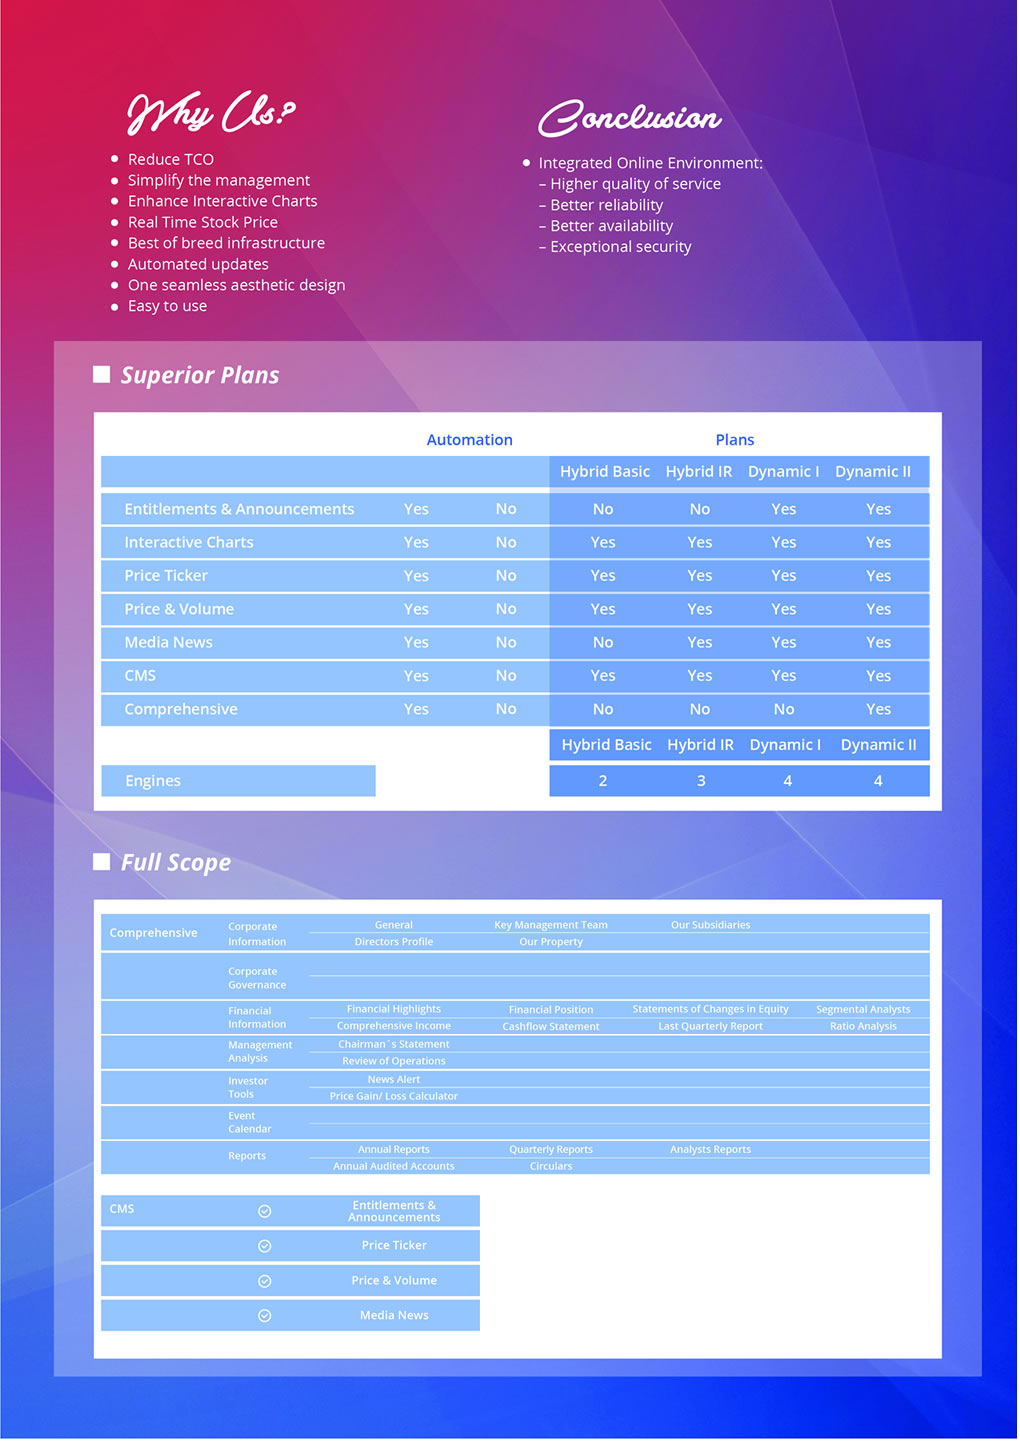 Why Us?
Reduce TCO
Simplify the management
Enhance Interactive Charts
Real Time Stock Price
Best of breed infrastructure
Automated updates
One seamless aesthetic design
Easy to use
Conclusion
Integrated Online Environment:
– Higher quality of service
– Better reliability
– Better availability
– Exceptional security
Superior Plans
Automation Plans
Hybrid Basic Hybrid IR Dynamic I Dynamic II
Entitlements & Announcements Yes No No No Yes Yes
Interactive Charts Yes No Yes Yes Yes Yes
Price Ticker Yes No Yes Yes Yes Yes
Price & Volume Yes No Yes Yes Yes Yes
Media News Yes No No Yes Yes Yes
CMS Yes No Yes Yes Yes Yes
Comprehensive Yes No No No No Yes
Hybrid Basic Hybrid IR Dynamic I Dynamic II
Engines 2 3 4 4
Full Scope
Comprehensive
Corporate
Information
General Key Management Team Our Subsidiaries
Directors Profile Our Property
Corporate
Governance
Financial
Information
Financial Highlights Financial Position Statements of Changes in Equity Segmental Analysts
Comprehensive Income Cashflow Statement Last Quarterly Report Ratio Analysis
Management
Analysis
Chairman´s Statement
Review of Operations
Investor
Tools
News Alert
Price Gain/ Loss Calculator
Event
Calendar
Reports
Annual Reports Quarterly Reports Analysts Reports
Annual Audited Accounts Circulars
CMS
Entitlements &
Announcements
Price Ticker
Price & Volume
Media News